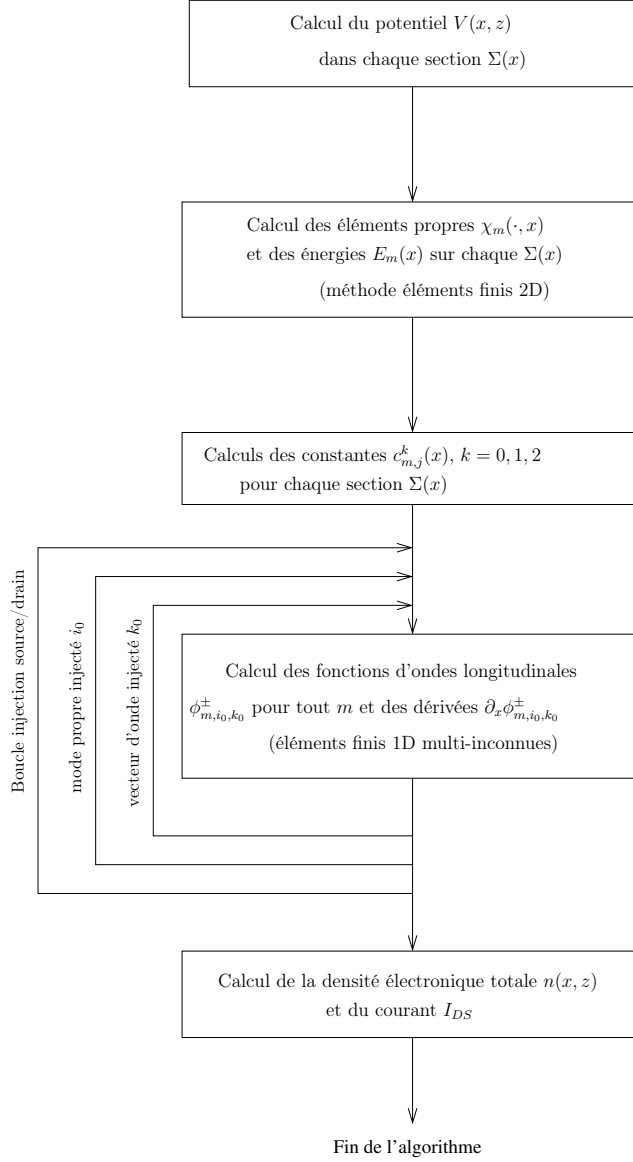 Calcul du potentiel V(x, z)
dans chaque section Σ(x)
Calcul des éléments propres χ_m(·, x)
et des énergies E_m(x) sur chaque Σ(x)
(méthode éléments finis 2D)
Calculs des constantes c^k_{m,j}(x), k = 0, 1, 2
pour chaque section Σ(x)
Boucle injection source/drain
mode propre injecté i_0
vecteur d'onde injecté k_0
Calcul des fonctions d'ondes longitudinales
ϕ^±_{m,i_0,k_0} pour tout m et des dérivées ∂_xϕ^±_{m,i_0,k_0}
(éléments finis 1D multi-inconnues)
Calcul de la densité électronique totale n(x, z)
et du courant I_{DS}
Fin de l'algorithme